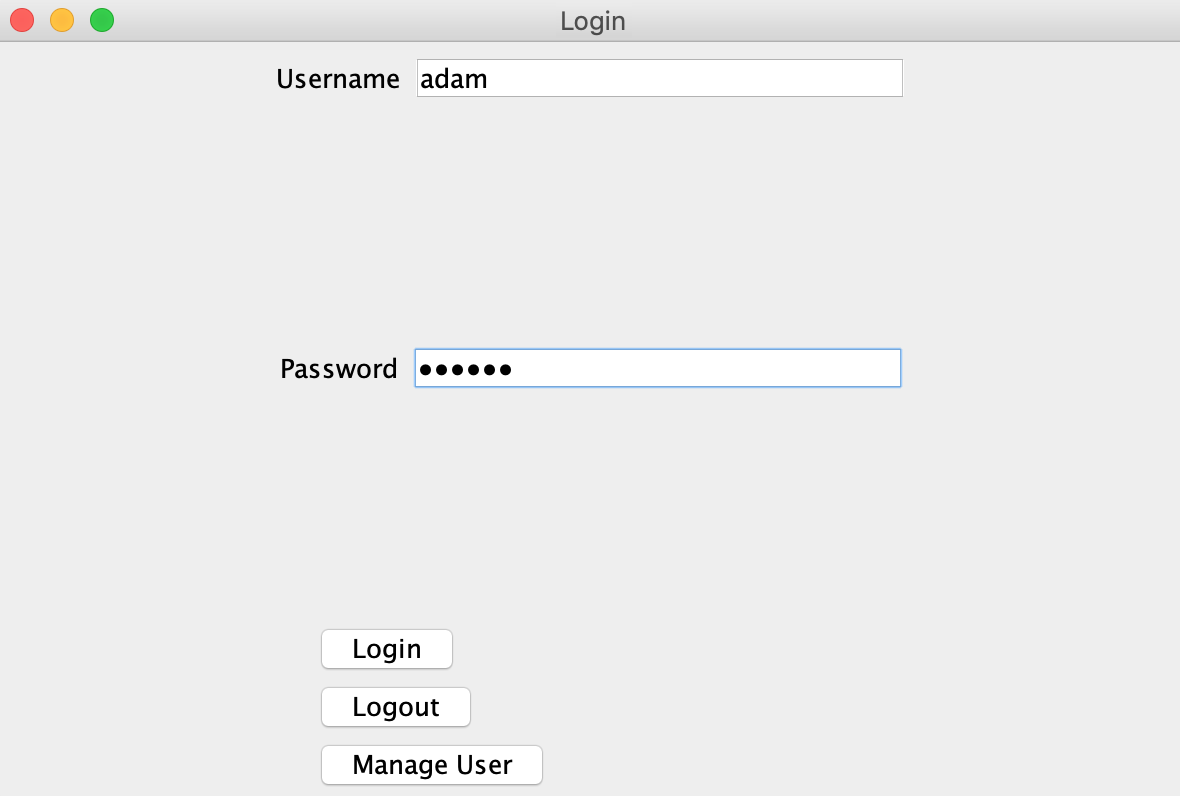 Login
Username adam
Password ••••••
Login
Logout
Manage User